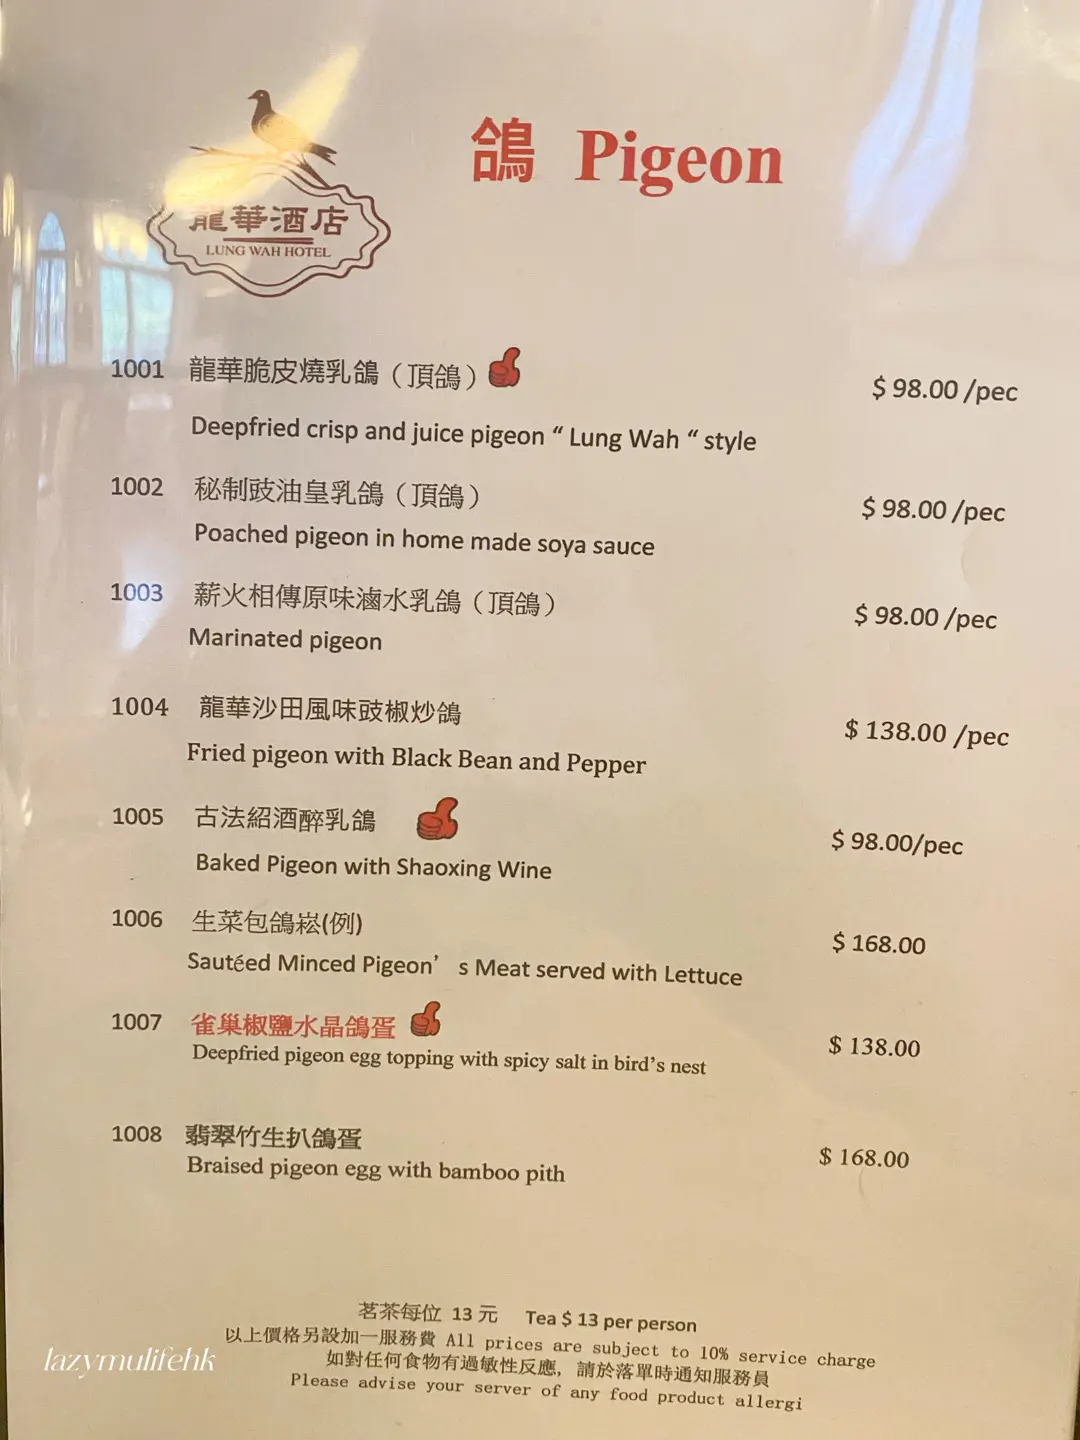 鴿 Pigeon
龍華酒店
LUNG WAH HOTEL
1001 龍華脆皮燒乳鴿（頂鴿） $ 98.00 /pec
Deepfried crisp and juice pigeon “ Lung Wah “ style
1002 秘制豉油皇乳鴿（頂鴿） $ 98.00 /pec
Poached pigeon in home made soya sauce
1003 薪火相傳原味滷水乳鴿（頂鴿） $ 98.00 /pec
Marinated pigeon
1004 龍華沙田風味豉椒炒鴿 $ 138.00 /pec
Fried pigeon with Black Bean and Pepper
1005 古法紹酒醉乳鴿 $ 98.00/pec
Baked Pigeon with Shaoxing Wine
1006 生菜包鴿崧(例) $ 168.00
Sautéed Minced Pigeon’ s Meat served with Lettuce
1007 雀巢椒鹽水晶鴿蛋 $ 138.00
Deepfried pigeon egg topping with spicy salt in bird’s nest
1008 翡翠竹生扒鴿蛋 $ 168.00
Braised pigeon egg with bamboo pith
茗茶每位 13 元 Tea $ 13 per person
以上價格另設加一服務費 All prices are subject to 10% service charge
如對任何食物有過敏性反應，請於落單時通知服務員
Please advise your server of any food product allergi
lazymulifehk